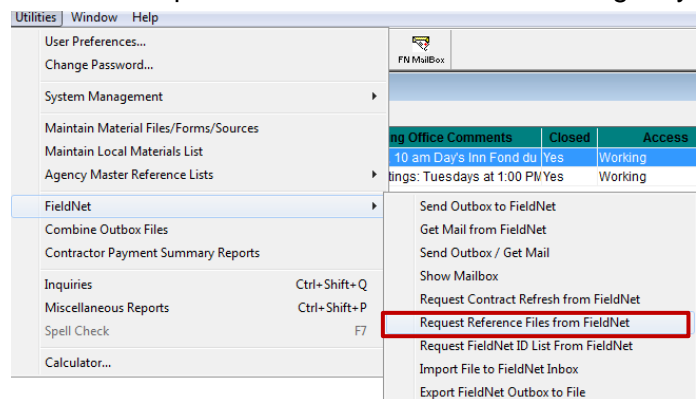 Utilities Window Help
User Preferences...
Change Password...
FN MailBox
System Management
Maintain Material Files/Forms/Sources
Maintain Local Materials List
Agency Master Reference Lists
ng Office Comments Closed Access
10 am Day's Inn Fond du Yes Working
tings: Tuesdays at 1:00 PM Yes Working
FieldNet
Combine Outbox Files
Contractor Payment Summary Reports
Inquiries Ctrl+Shift+Q
Miscellaneous Reports Ctrl+Shift+P
Spell Check F7
Calculator...
Send Outbox to FieldNet
Get Mail from FieldNet
Send Outbox / Get Mail
Show Mailbox
Request Contract Refresh from FieldNet
Request Reference Files from FieldNet
Request FieldNet ID List From FieldNet
Import File to FieldNet Inbox
Export FieldNet Outbox to File